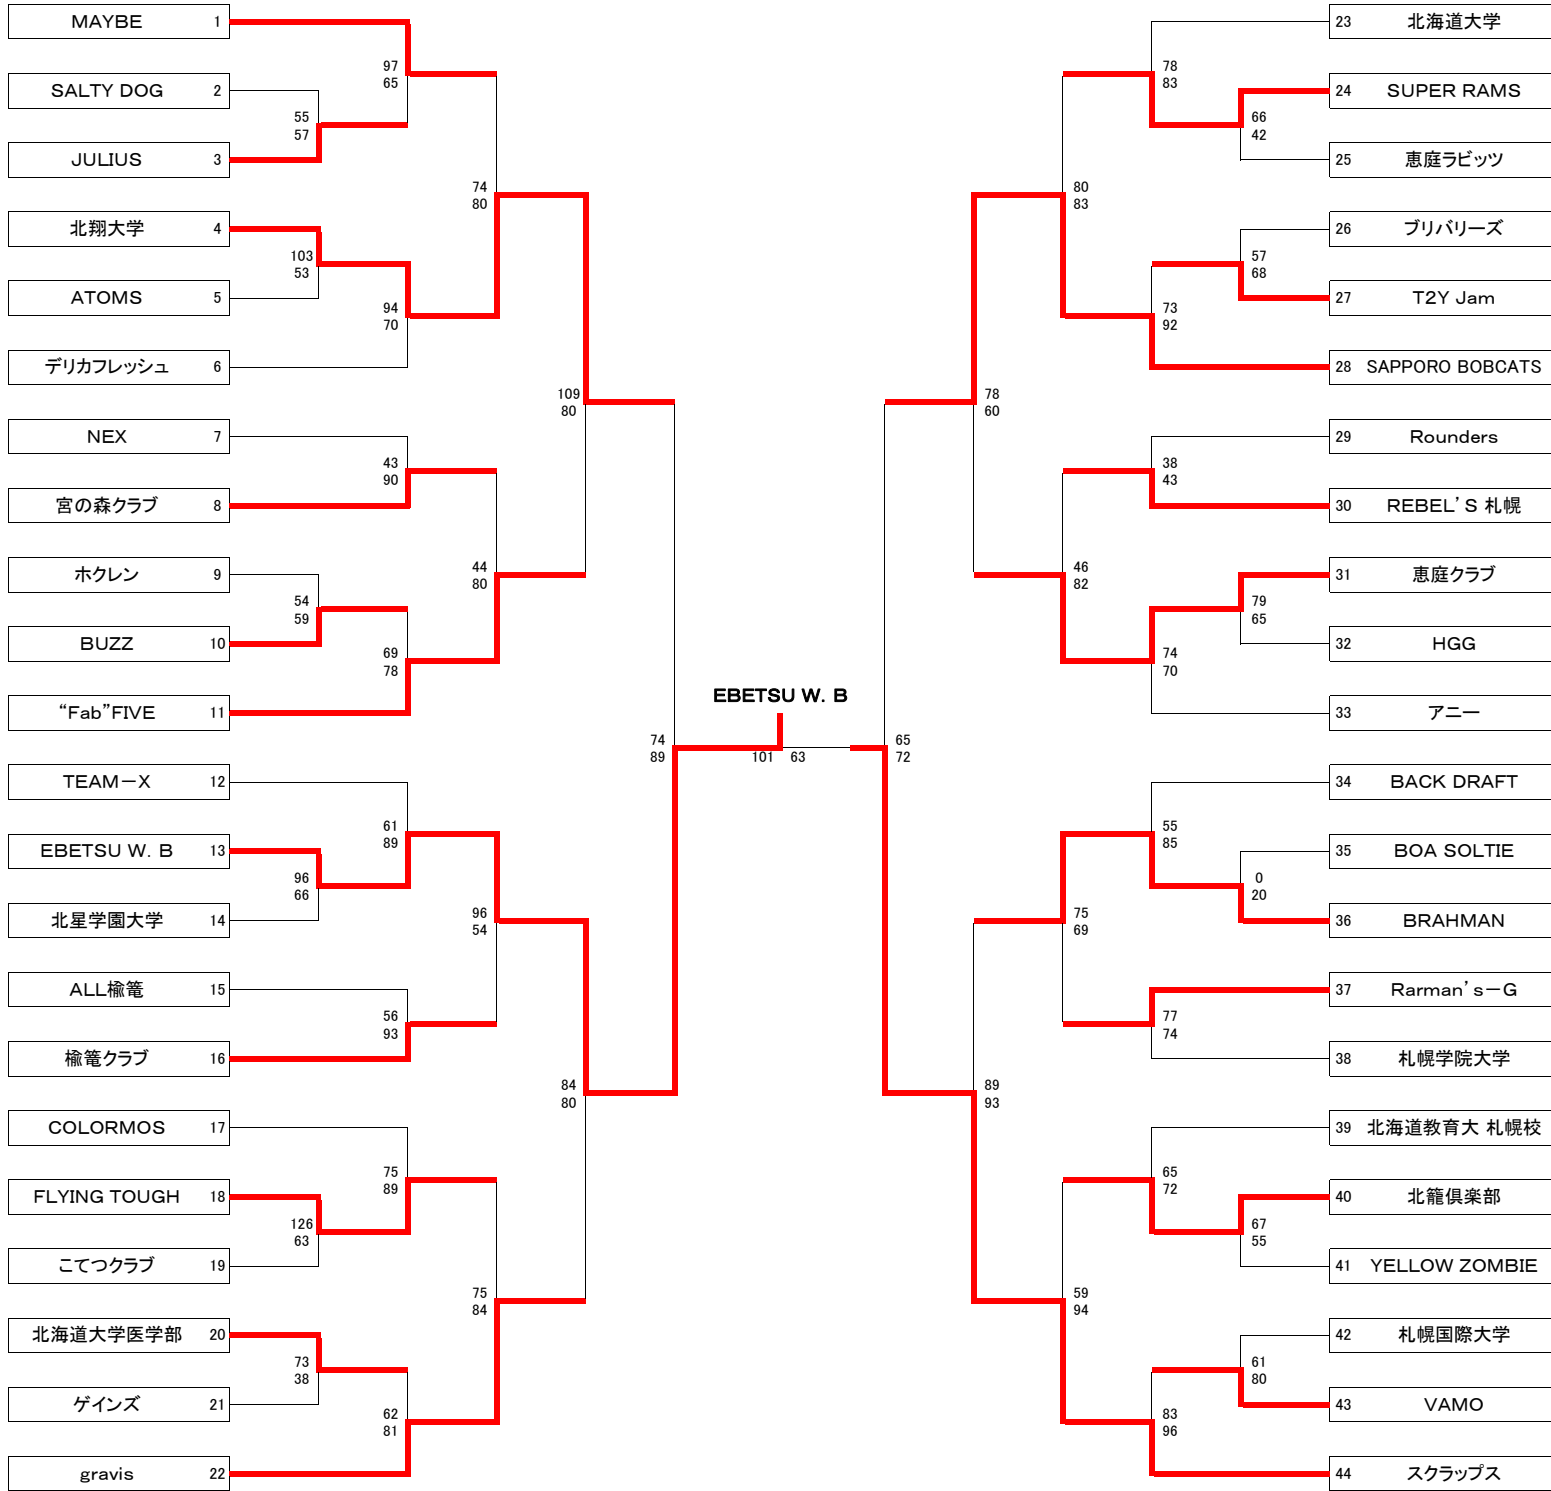 MAYBE 1
SALTY DOG 2
JULIUS 3
北翔大学 4
ATOMS 5
デリカフレッシュ 6
NEX 7
宮の森クラブ 8
ホクレン 9
BUZZ 10
“Fab”FIVE 11
TEAM－X 12
EBETSU W. B 13
北星学園大学 14
ALL楡篭 15
楡篭クラブ 16
COLORMOS 17
FLYING TOUGH 18
こてつクラブ 19
北海道大学医学部 20
ゲインズ 21
gravis 22
55
57
103
53
54
59
96
66
126
63
73
38
97
65
94
70
43
90
69
78
61
89
56
93
75
89
62
81
74
80
44
80
96
54
75
84
109
80
84
80
74
89
EBETSU W. B
101 63
65
72
78
60
89
93
80
83
46
82
75
69
59
94
78
83
73
92
38
43
74
70
55
85
77
74
65
72
83
96
66
42
57
68
79
65
0
20
67
55
61
80
23 北海道大学
24 SUPER RAMS
25 恵庭ラビッツ
26 ブリバリーズ
27 T2Y Jam
28 SAPPORO BOBCATS
29 Rounders
30 REBEL’S 札幌
31 恵庭クラブ
32 HGG
33 アニー
34 BACK DRAFT
35 BOA SOLTIE
36 BRAHMAN
37 Rarman’s－G
38 札幌学院大学
39 北海道教育大 札幌校
40 北籠倶楽部
41 YELLOW ZOMBIE
42 札幌国際大学
43 VAMO
44 スクラップス